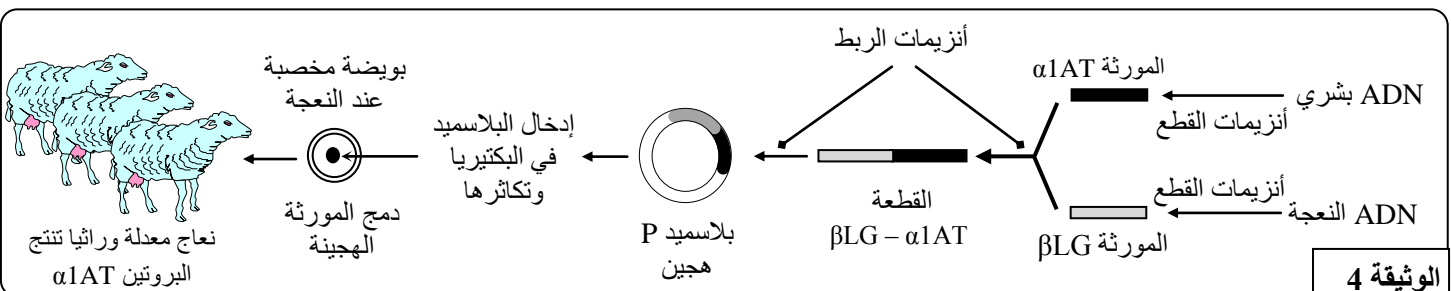 ADN بشري
أنزيمات القطع
المورثة α1AT
ADN النعجة
أنزيمات القطع
المورثة βLG
أنزيمات الربط
القطعة
βLG – α1AT
بلاسميد P
هجين
إدخال البلاسميد
في البكتيريا
وتكاثرها
بويضة مخصبة
عند النعجة
دمج المورثة
الهجينة
نعاج معدلة وراثيا تنتج
البروتين α1AT
الوثيقة 4